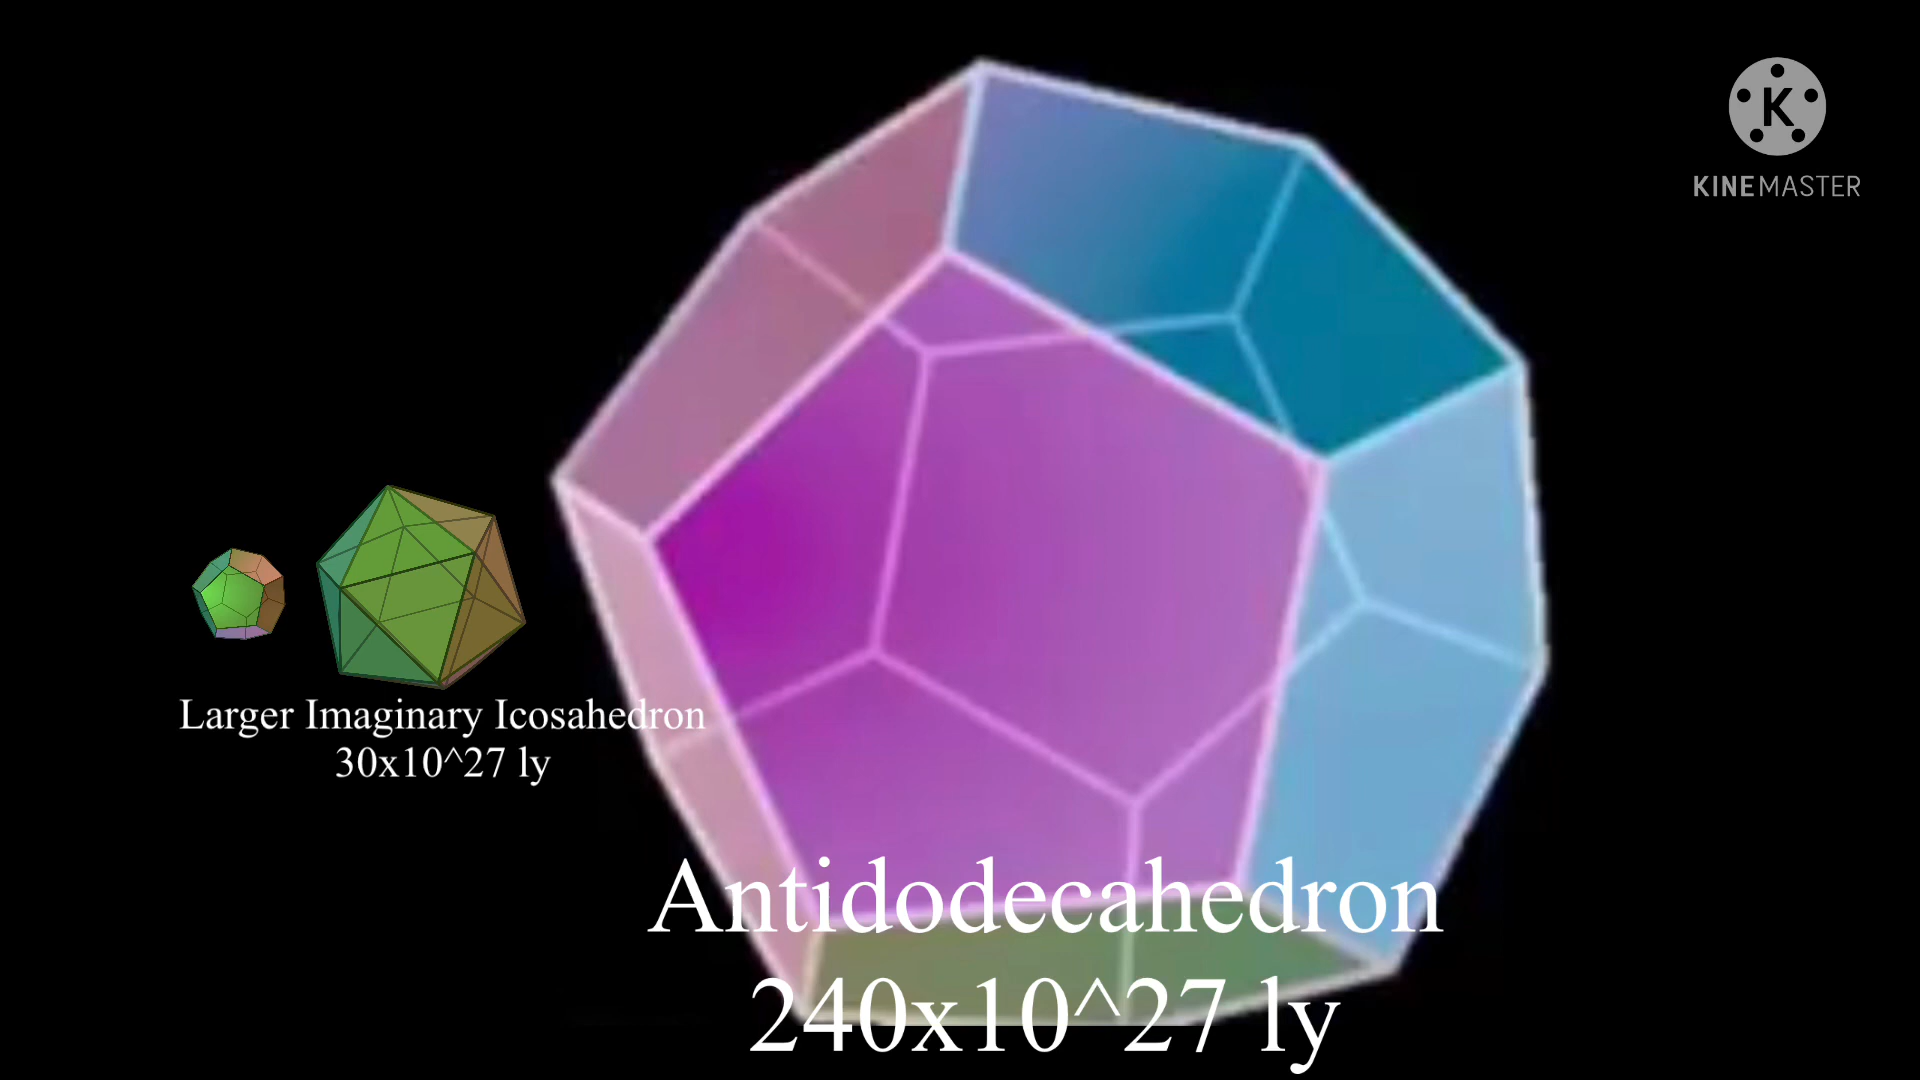 K
KINEMASTER
Larger Imaginary Icosahedron
30x10^27 ly
Antidodecahedron
240x10^27 ly